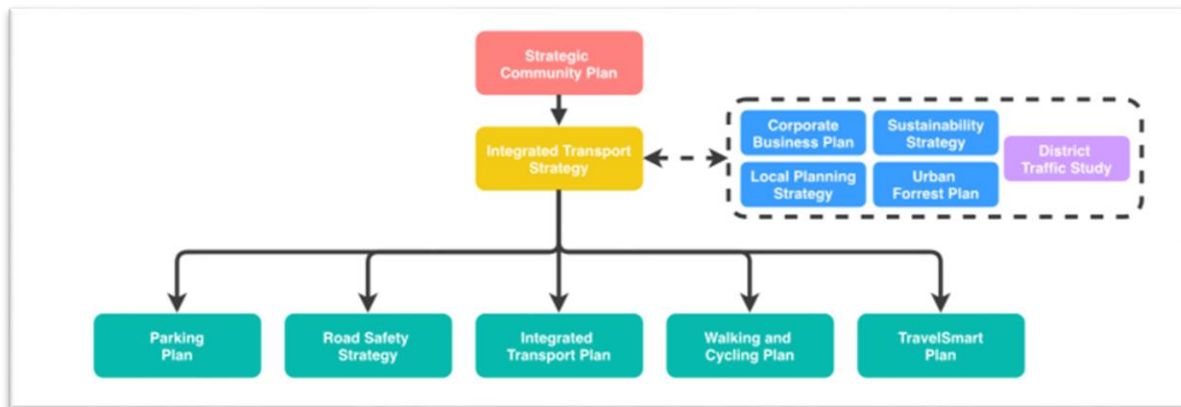 Strategic
Community Plan
Integrated Transport
Strategy
Corporate
Business Plan
Sustainability
Strategy
District
Traffic Study
Local Planning
Strategy
Urban
Forrest Plan
Parking
Plan
Road Safety
Strategy
Integrated
Transport Plan
Walking and
Cycling Plan
TravelSmart
Plan